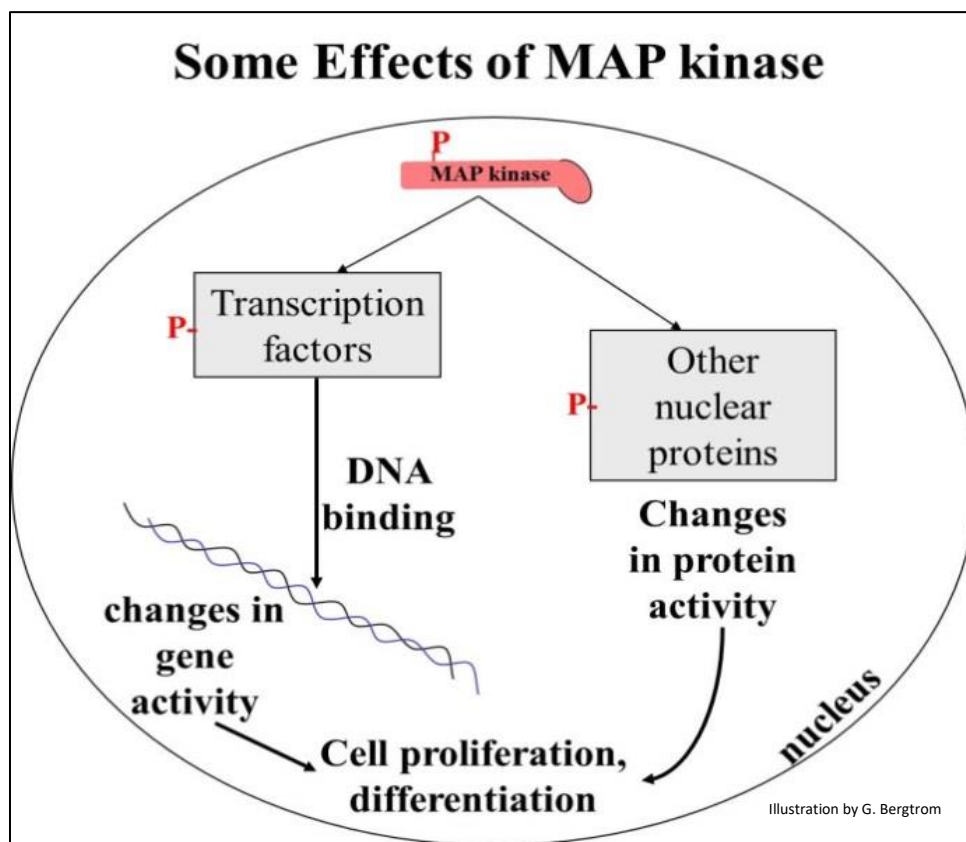 Some Effects of MAP kinase
P
MAP kinase
P-
Transcription
factors
P-
Other
nuclear
proteins
DNA
binding
Changes
in protein
activity
changes in
gene
activity
nucleus
Cell proliferation,
differentiation
Illustration by G. Bergtrom